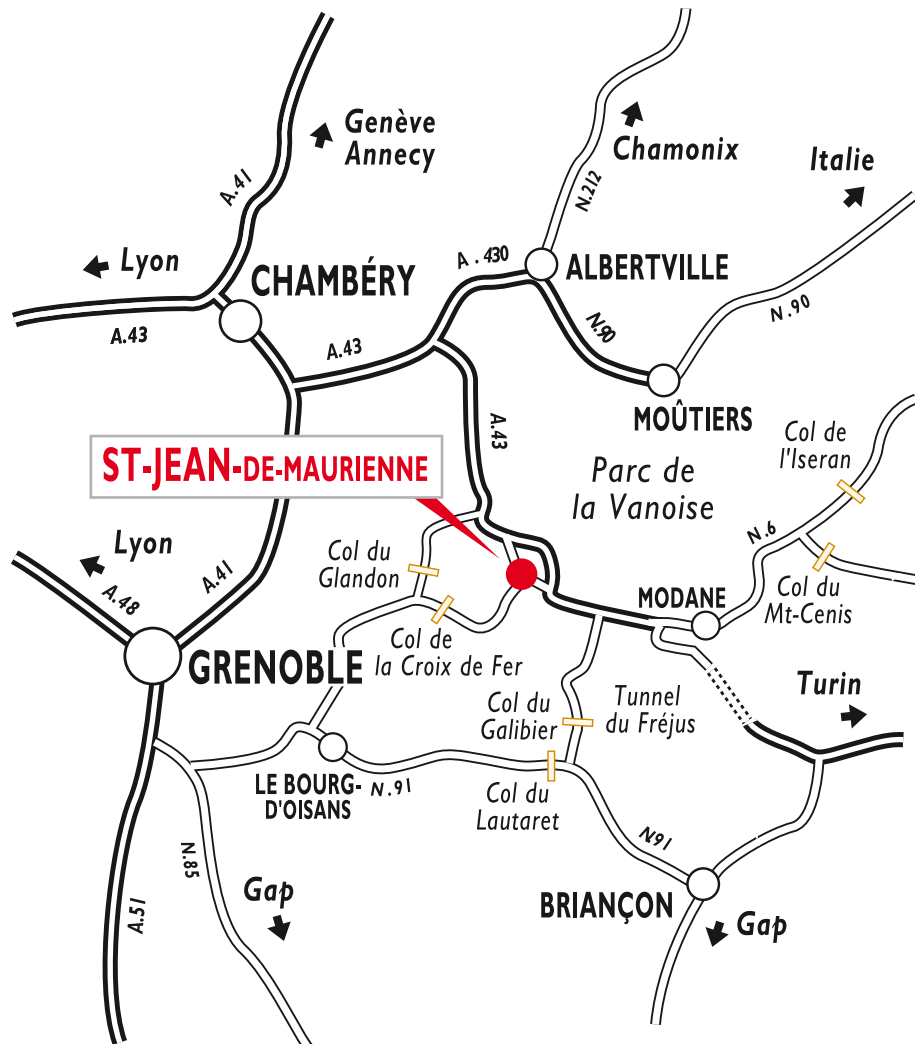 Genève
Annecy
A.41
Chamonix
N.212
Italie
Lyon
CHAMBÉRY
A . 430
ALBERTVILLE
A.43
A.43
N.90
N.90
MOÛTIERS
A.43
Col de
l'Iseran
ST-JEAN-DE-MAURIENNE
Parc de
la Vanoise
Lyon
A.41
A.48
Col du
Glandon
N.6
Col du
Mt-Cenis
MODANE
Col de
la Croix de Fer
GRENOBLE
Col du
Galibier
Tunnel
du Fréjus
Turin
LE BOURG-
D'OISANS
N.91
Col du
Lautaret
N.85
N.91
Gap
A.51
BRIANÇON
Gap